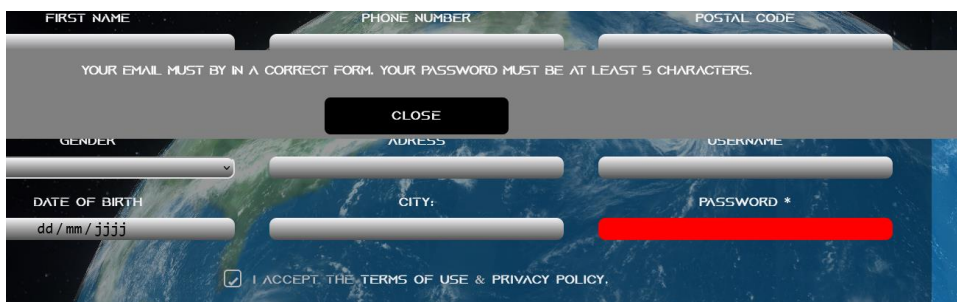 FIRST NAME PHONE NUMBER POSTAL CODE
YOUR EMAIL MUST BY IN A CORRECT FORM. YOUR PASSWORD MUST BE AT LEAST 5 CHARACTERS.
CLOSE
GENDER ADRESS USERNAME
DATE OF BIRTH CITY: PASSWORD *
dd/mm/jjjj
I ACCEPT THE TERMS OF USE & PRIVACY POLICY.